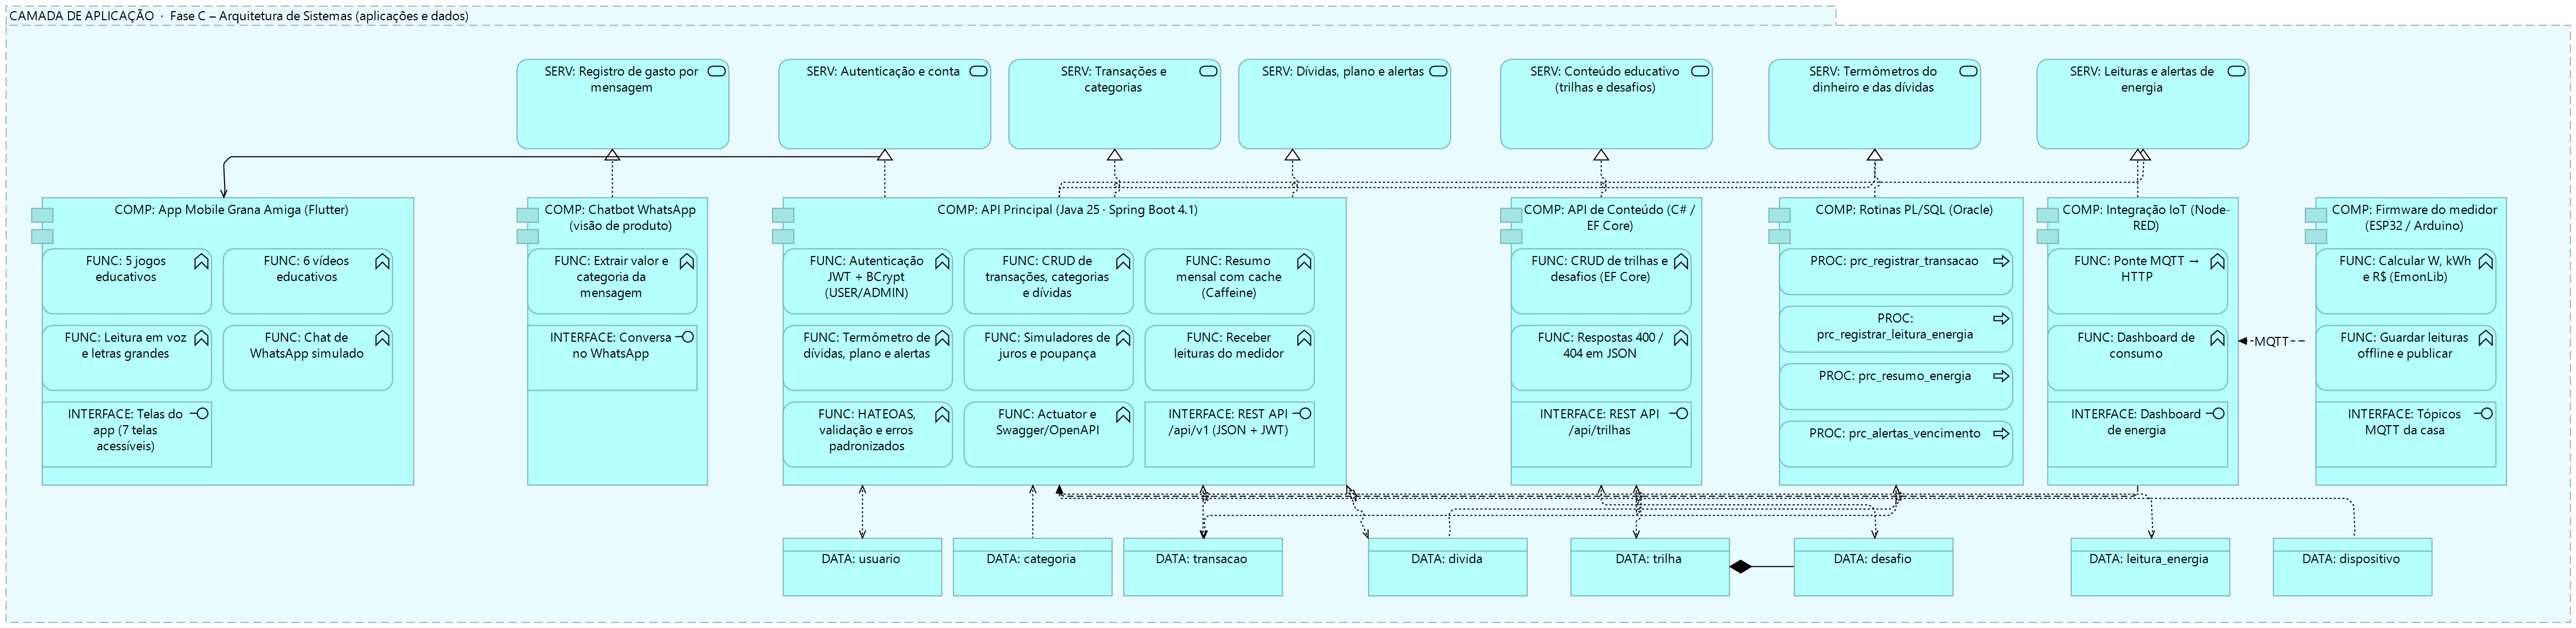 CAMADA DE APLICAÇÃO · Fase C – Arquitetura de Sistemas (aplicações e dados)
SERV: Registro de gasto por
mensagem
SERV: Autenticação e conta
SERV: Transações e
categorias
SERV: Dívidas, plano e alertas
SERV: Conteúdo educativo
(trilhas e desafios)
SERV: Termômetros do
dinheiro e das dívidas
SERV: Leituras e alertas de
energia
COMP: App Mobile Grana Amiga (Flutter)
FUNC: 5 jogos
educativos
FUNC: 6 vídeos
educativos
FUNC: Leitura em voz
e letras grandes
FUNC: Chat de
WhatsApp simulado
INTERFACE: Telas do
app (7 telas
acessíveis)
COMP: Chatbot WhatsApp
(visão de produto)
FUNC: Extrair valor e
categoria da
mensagem
INTERFACE: Conversa
no WhatsApp
COMP: API Principal (Java 25 · Spring Boot 4.1)
FUNC: Autenticação
JWT + BCrypt
(USER/ADMIN)
FUNC: CRUD de
transações, categorias
e dívidas
FUNC: Resumo
mensal com cache
(Caffeine)
FUNC: Termômetro de
dívidas, plano e alertas
FUNC: Simuladores de
juros e poupança
FUNC: Receber
leituras do medidor
FUNC: HATEOAS,
validação e erros
padronizados
FUNC: Actuator e
Swagger/OpenAPI
INTERFACE: REST API
/api/v1 (JSON + JWT)
COMP: API de Conteúdo (C# /
EF Core)
FUNC: CRUD de trilhas e
desafios (EF Core)
FUNC: Respostas 400 /
404 em JSON
INTERFACE: REST API
/api/trilhas
COMP: Rotinas PL/SQL (Oracle)
PROC: prc_registrar_transacao
PROC:
prc_registrar_leitura_energia
PROC: prc_resumo_energia
PROC: prc_alertas_vencimento
COMP: Integração IoT (Node-
RED)
FUNC: Ponte MQTT →
HTTP
FUNC: Dashboard de
consumo
INTERFACE: Dashboard
de energia
MQTT
COMP: Firmware do medidor
(ESP32 / Arduino)
FUNC: Calcular W, kWh
e R$ (EmonLib)
FUNC: Guardar leituras
offline e publicar
INTERFACE: Tópicos
MQTT da casa
DATA: usuario
DATA: categoria
DATA: transacao
DATA: divida
DATA: trilha
DATA: desafio
DATA: leitura_energia
DATA: dispositivo